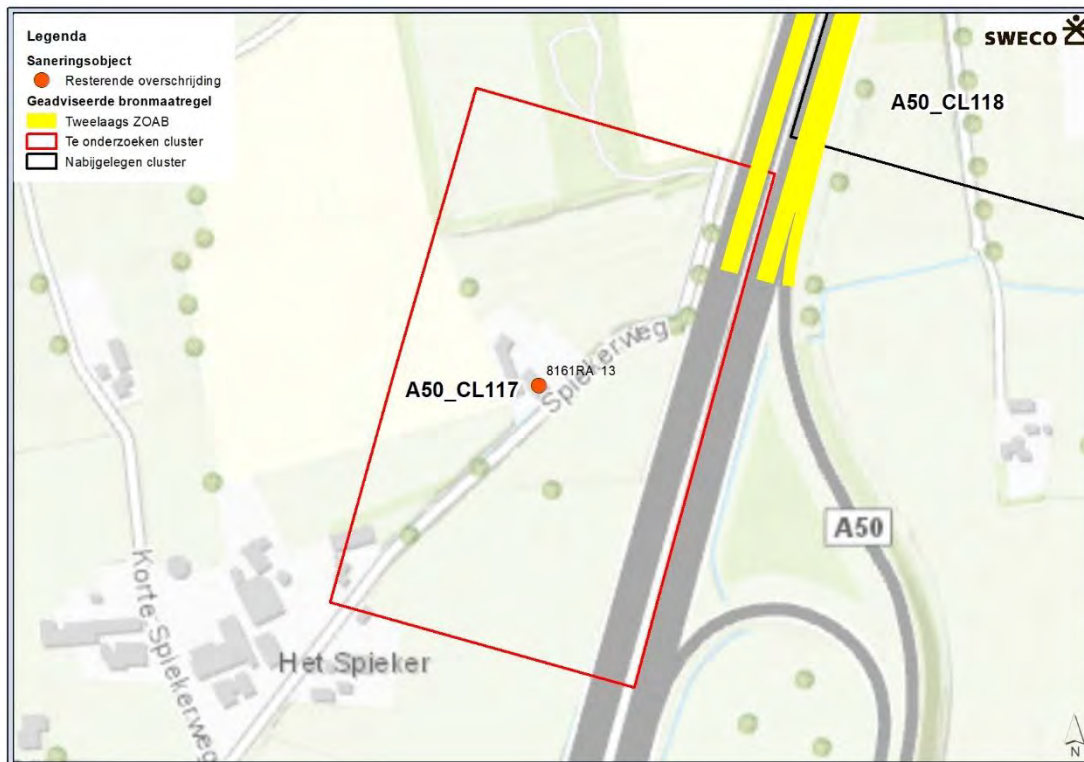 Legenda
Saneringsobject
Resterende overschrijding
Geadviseerde bronmaatregel
Tweelaags ZOAB
Te onderzoeken cluster
Nabijgelegen cluster
SWECO
A50_CL118
8161RA 13
A50_CL117
Spiekerweg
A50
Korte Spiekerweg
Het Spieker
N